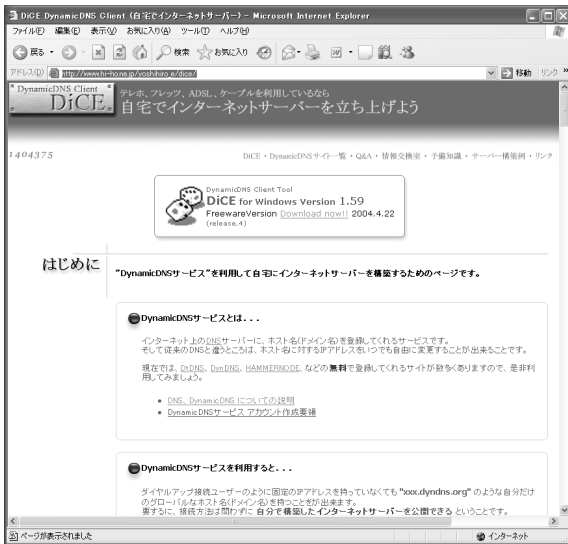 DiCE DynamicDNS Client (自宅でインターネットサーバー) - Microsoft Internet Explorer
ファイル(F) 編集(E) 表示(V) お気に入り(A) ツール(T) ヘルプ(H)
戻る 検索 お気に入り
アドレス(D) http://www.hi-ho.ne.jp/yoshihiro_e/dice/ 移動 リンク »
DynamicDNS Client
DiCE
テレホ、フレッツ、ADSL、ケーブルを利用しているなら
自宅でインターネットサーバーを立ち上げよう
1404375
DiCE・DynamicDNSサイト一覧・Q&A・情報交換室・予備知識・サーバー構築例・リンク
DynamicDNS Client Tool
DiCE for Windows Version 1.59
FreewareVersion Download now!! 2004.4.22
(release.4)
はじめに
"DynamicDNSサービス"を利用して自宅にインターネットサーバーを構築するためのページです。
DynamicDNSサービスとは...
インターネット上のDNSサーバーに、ホスト名(ドメイン名)を登録してくれるサービスです。
そして従来のDNSと違うところは、ホスト名に対するIPアドレスをいつでも自由に変更することが出来ることです。
現在では、DtDNS、DynDNS、HAMMERNODE、などの無料で登録してくれるサイトが数多くありますので、是非利
用してみましょう。
• DNS、DynamicDNS についての説明
• DynamicDNSサービス アカウント作成要領
DynamicDNSサービスを利用すると...
ダイヤルアップ接続ユーザーのように固定のIPアドレスを持っていなくても "xxx.dyndns.org" のような自分だけ
のグローバルなホスト名(ドメイン名)を持つことをが出来ます。
要するに、接続方法は問わずに 自分で構築したインターネットサーバーを公開できる ということです。
ページが表示されました
インターネット